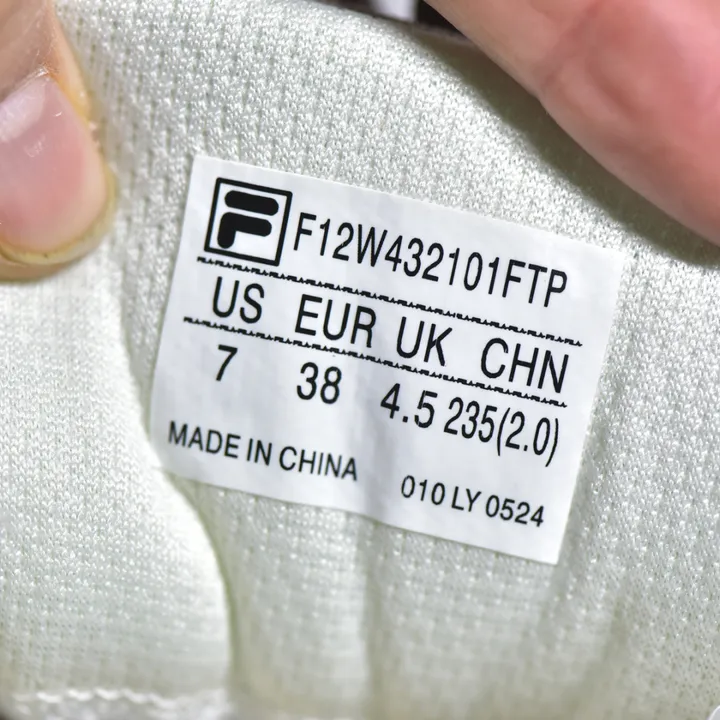 F F12W432101FTP
US EUR UK CHN
7 38 4.5 235(2.0)
MADE IN CHINA 010 LY 0524